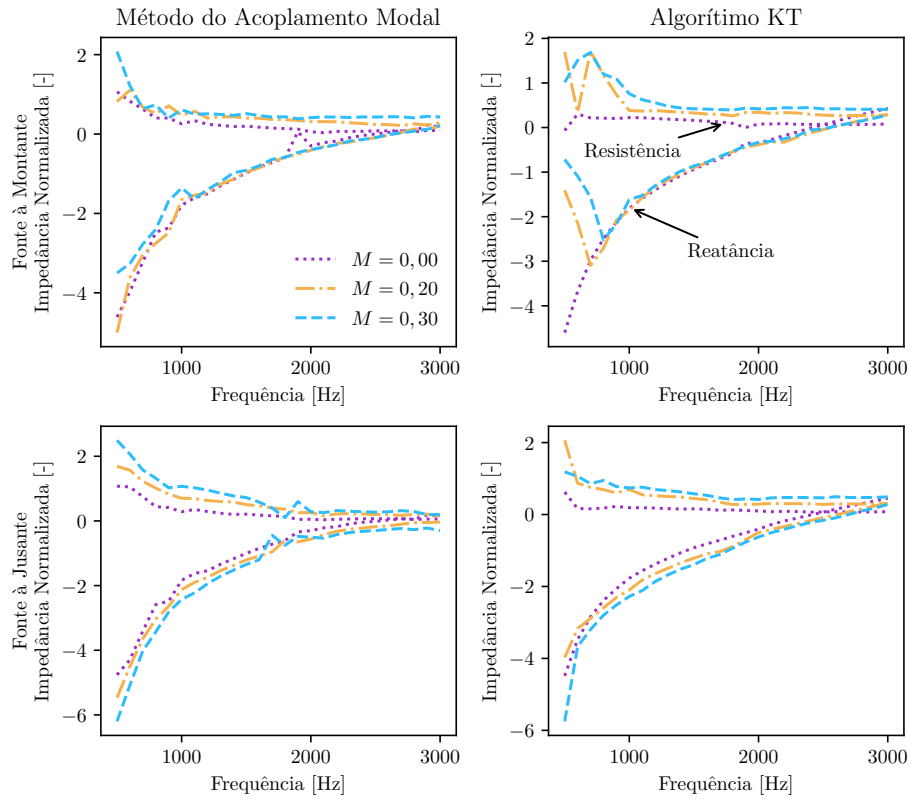 Método do Acoplamento Modal
Fonte à Montante
Impedância Normalizada [-]
2
0
−2
−4
M = 0, 00
M = 0, 20
M = 0, 30
1000
2000
3000
Frequência [Hz]
Algorítimo KT
2
1
0
−1
−2
−3
−4
Resistência
Reatância
1000
2000
3000
Frequência [Hz]
Fonte à Jusante
Impedância Normalizada [-]
2
0
−2
−4
−6
1000
2000
3000
Frequência [Hz]
2
0
−2
−4
−6
1000
2000
3000
Frequência [Hz]
Impedância Normalizada [-]